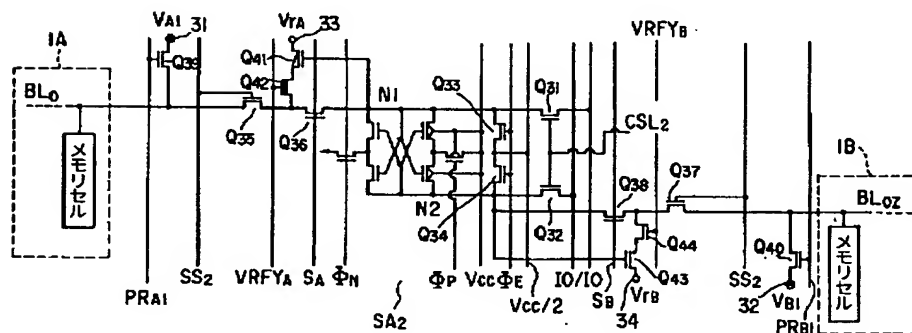 VA1 31
VrA 33
VRFYB
1A
Q39
Q41
Q42
BL0
N1
Q33
Q31
CSL2
Q35
Q36
1B
Q37
メモリセル
Q38
BL0Z
N2
Q34
Q32
Q44
Q40
Q43
メモリセル
PRA1
SS2
VRFYA
SA
ΦN
ΦP
VCC
ΦE
IO/IO
SB
VrB
SS2
32
VB1
VCC/2
34
PRB1
SA2